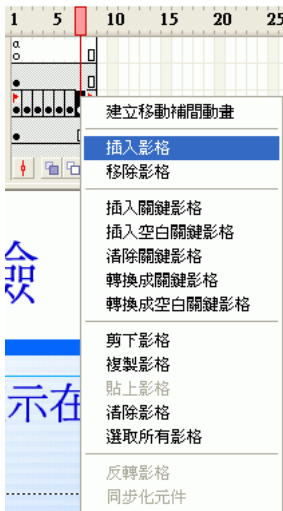 1 5 10 15 20 25
a
建立移動補間動畫
插入影格
移除影格
插入關鍵影格
插入空白關鍵影格
清除關鍵影格
轉換成關鍵影格
轉換成空白關鍵影格
剪下影格
複製影格
貼上影格
清除影格
選取所有影格
反轉影格
同步化元件
示在